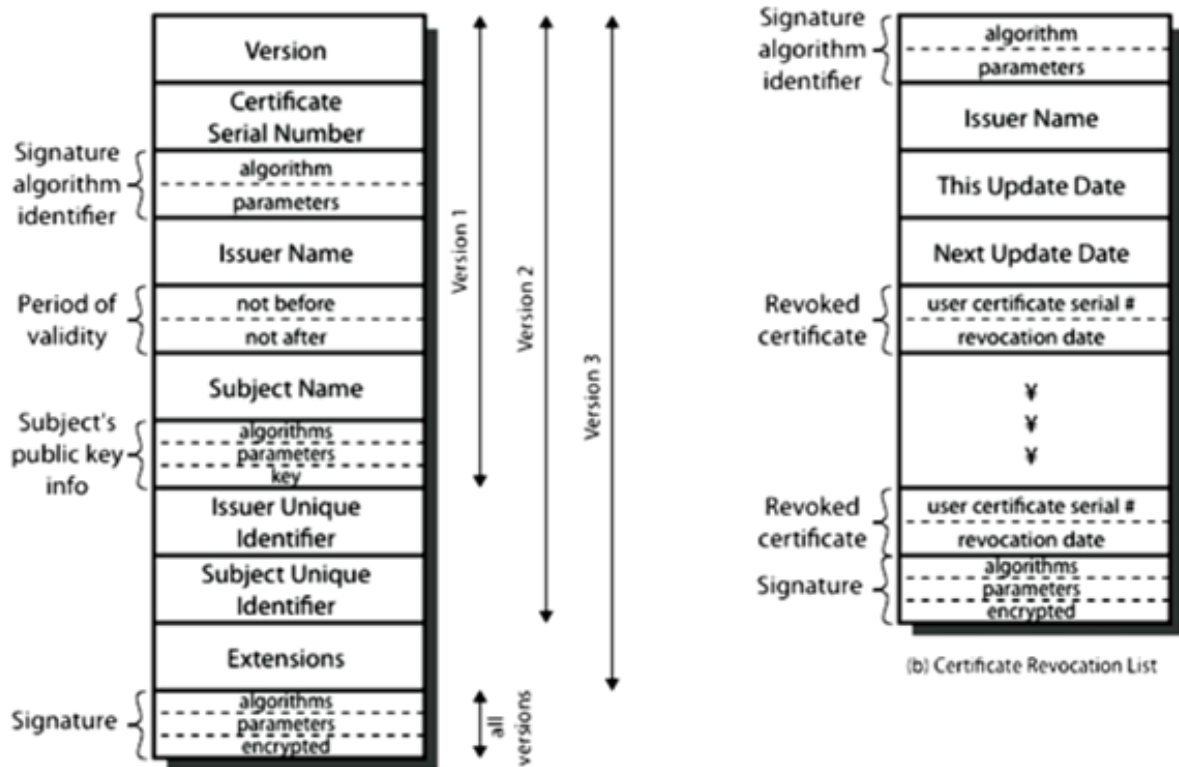 Version
Certificate
Serial Number
Signature
algorithm
identifier
algorithm
parameters
Issuer Name
Period of
validity
not before
not after
Subject Name
Subject's
public key
info
algorithms
parameters
key
Issuer Unique
Identifier
Subject Unique
Identifier
Extensions
Signature
algorithms
parameters
encrypted
Version 1
Version 2
Version 3
all
versions
Signature
algorithm
identifier
algorithm
parameters
Issuer Name
This Update Date
Next Update Date
Revoked
certificate
user certificate serial #
revocation date
¥
¥
¥
Revoked
certificate
user certificate serial #
revocation date
Signature
algorithms
parameters
encrypted
(b) Certificate Revocation List